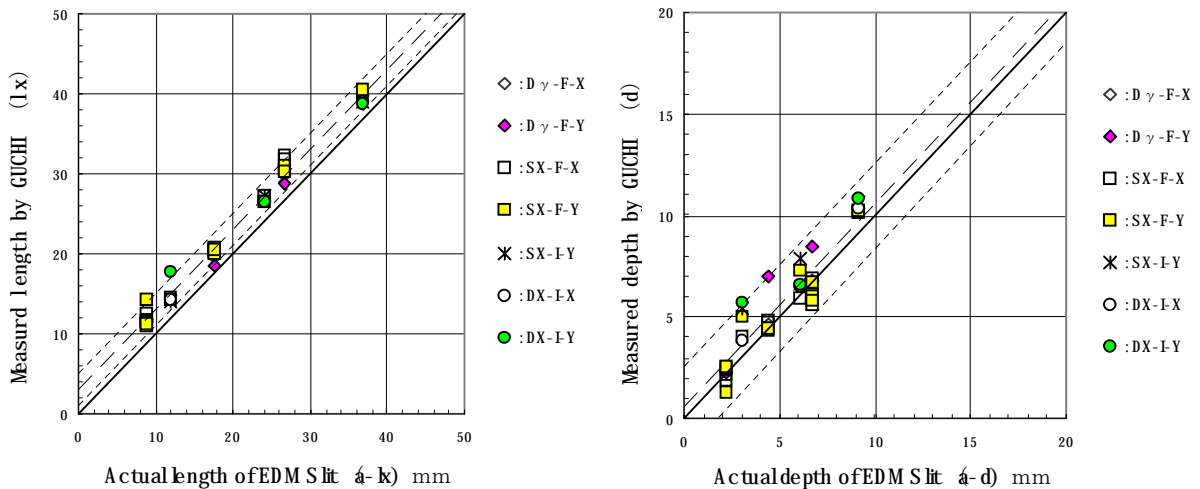 50
40
30
20
10
0
0
10
20
30
40
50
Measurd length by GUCHI (lx)
Actual length of EDM Slit (a-lx) mm
:Dγ-F-X
:Dγ-F-Y
:SX-F-X
:SX-F-Y
:SX-I-Y
:DX-I-X
:DX-I-Y
20
15
10
5
0
0
5
10
15
20
Measured depth by GUCHI (d)
Actual depth of EDM Slit (a-d) mm
:Dγ-F-X
:Dγ-F-Y
:SX-F-X
:SX-F-Y
:SX-I-Y
:DX-I-X
:DX-I-Y